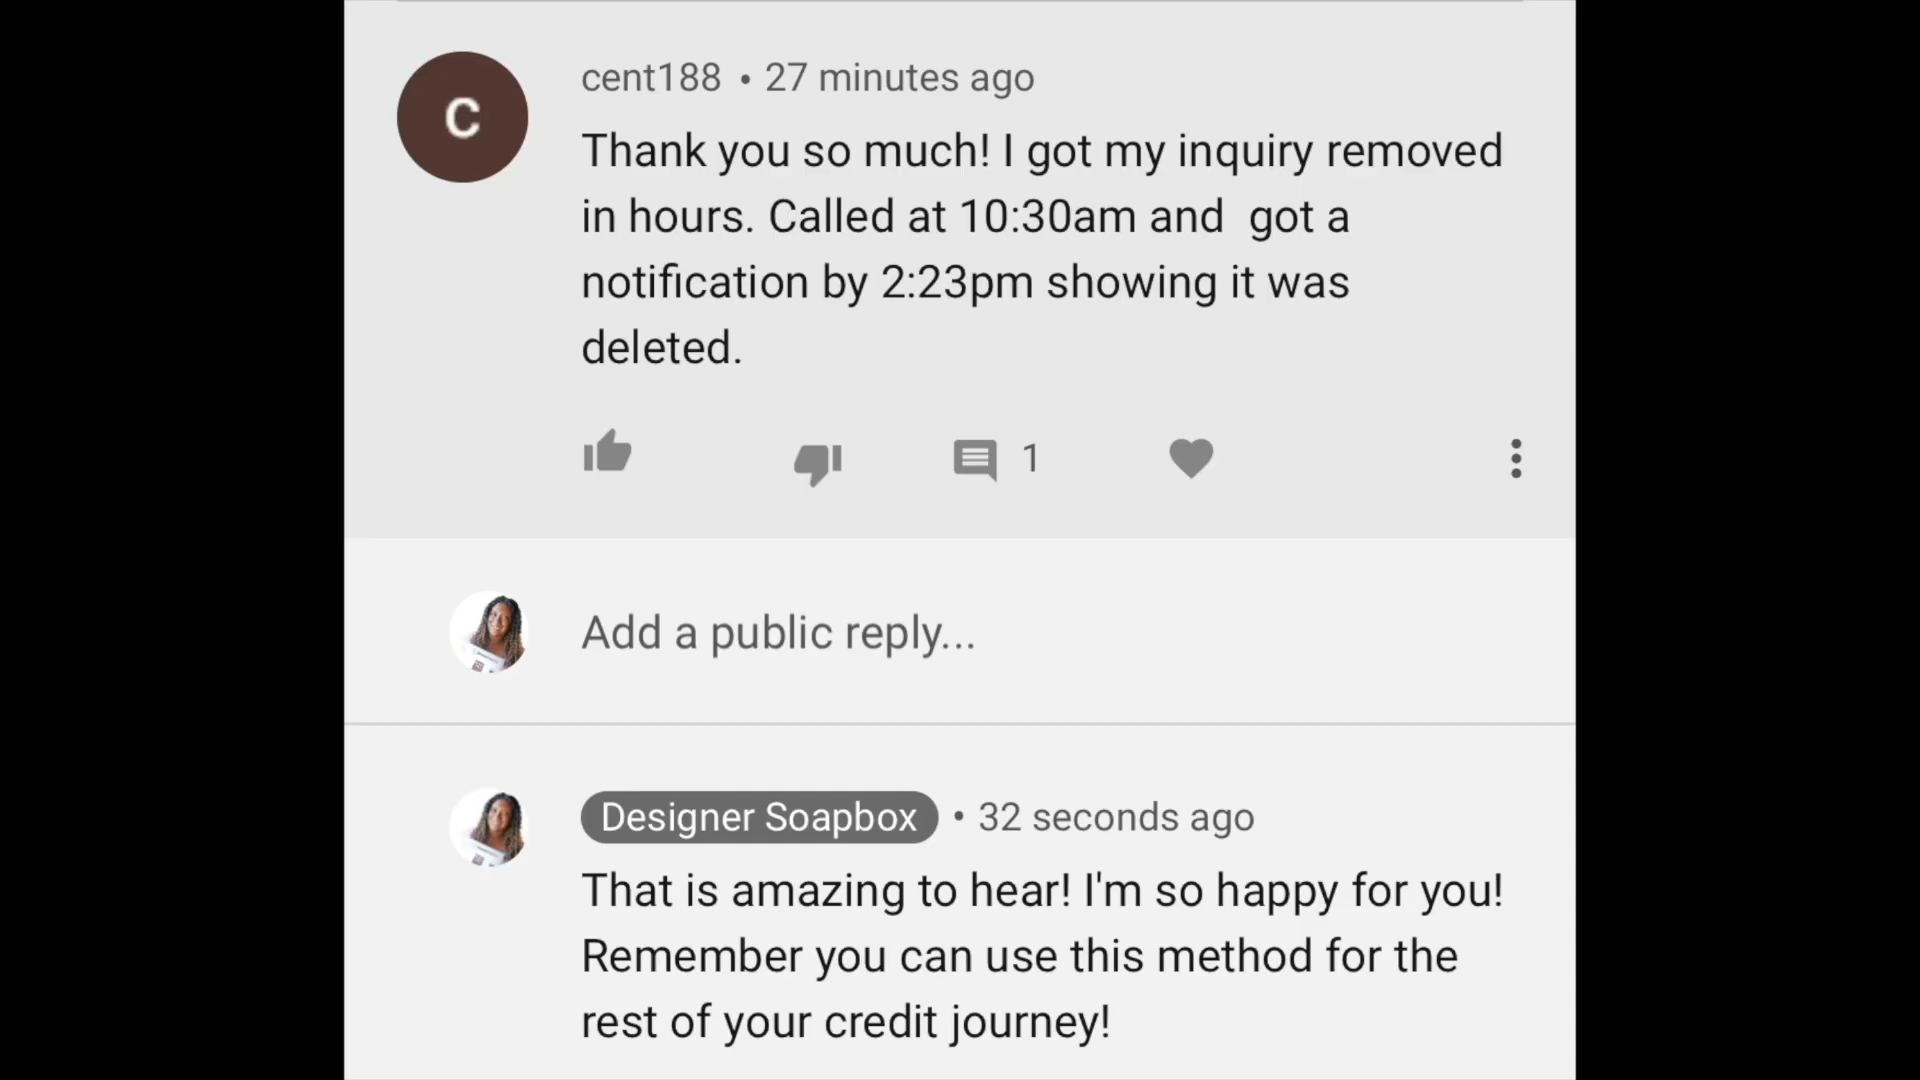 C
cent188 • 27 minutes ago
Thank you so much! I got my inquiry removed
in hours. Called at 10:30am and  got a
notification by 2:23pm showing it was
deleted.
1
Add a public reply...
Designer Soapbox • 32 seconds ago
That is amazing to hear! I'm so happy for you!
Remember you can use this method for the
rest of your credit journey!